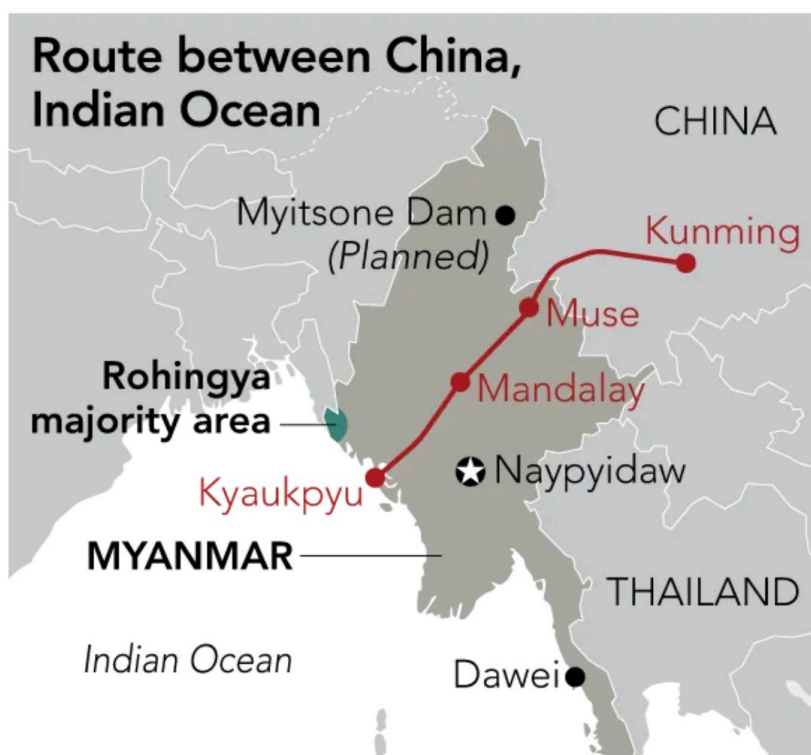 Route between China,
Indian Ocean
CHINA
Myitsone Dam
(Planned)
Kunming
Muse
Rohingya
majority area
Mandalay
Naypyidaw
Kyaukpyu
MYANMAR
THAILAND
Indian Ocean
Dawei